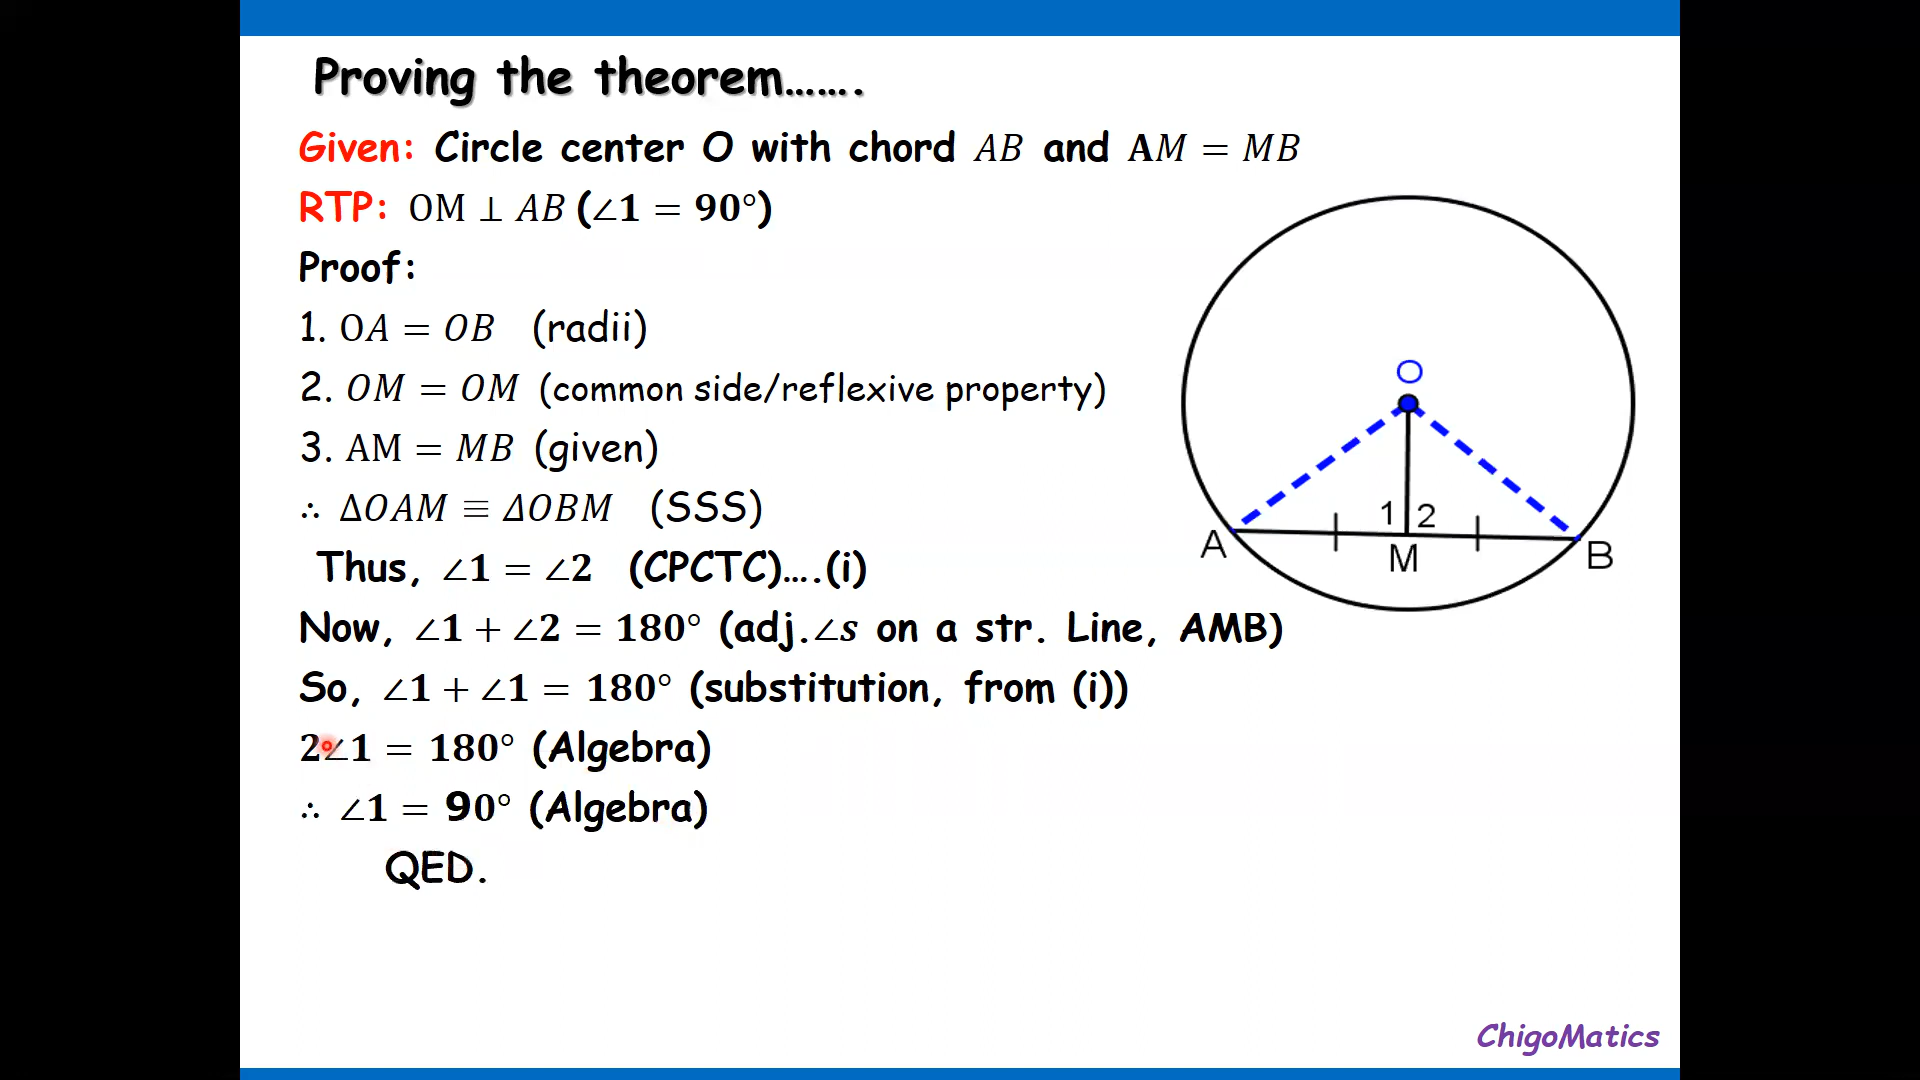 Proving the theorem.......
Given: Circle center O with chord AB and AM = MB
RTP: OM ⊥ AB (∠1 = 90°)
Proof:
1. OA = OB (radii)
2. OM = OM (common side/reflexive property)
3. AM = MB (given)
∴ ΔOAM ≡ ΔOBM (SSS)
Thus, ∠1 = ∠2 (CPCTC)....(i)
Now, ∠1 + ∠2 = 180° (adj.∠s on a str. Line, AMB)
So, ∠1 + ∠1 = 180° (substitution, from (i))
2∠1 = 180° (Algebra)
∴ ∠1 = 90° (Algebra)
QED.
O
1 2
A
M
B
ChigoMatics